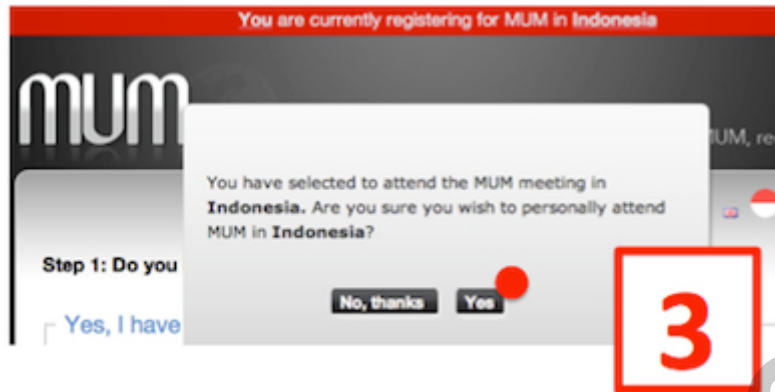 You are currently registering for MUM in Indonesia
mum
MUM, re
You have selected to attend the MUM meeting in
Indonesia. Are you sure you wish to personally attend
MUM in Indonesia?
Step 1: Do you
No, thanks Yes
Yes, I have
3